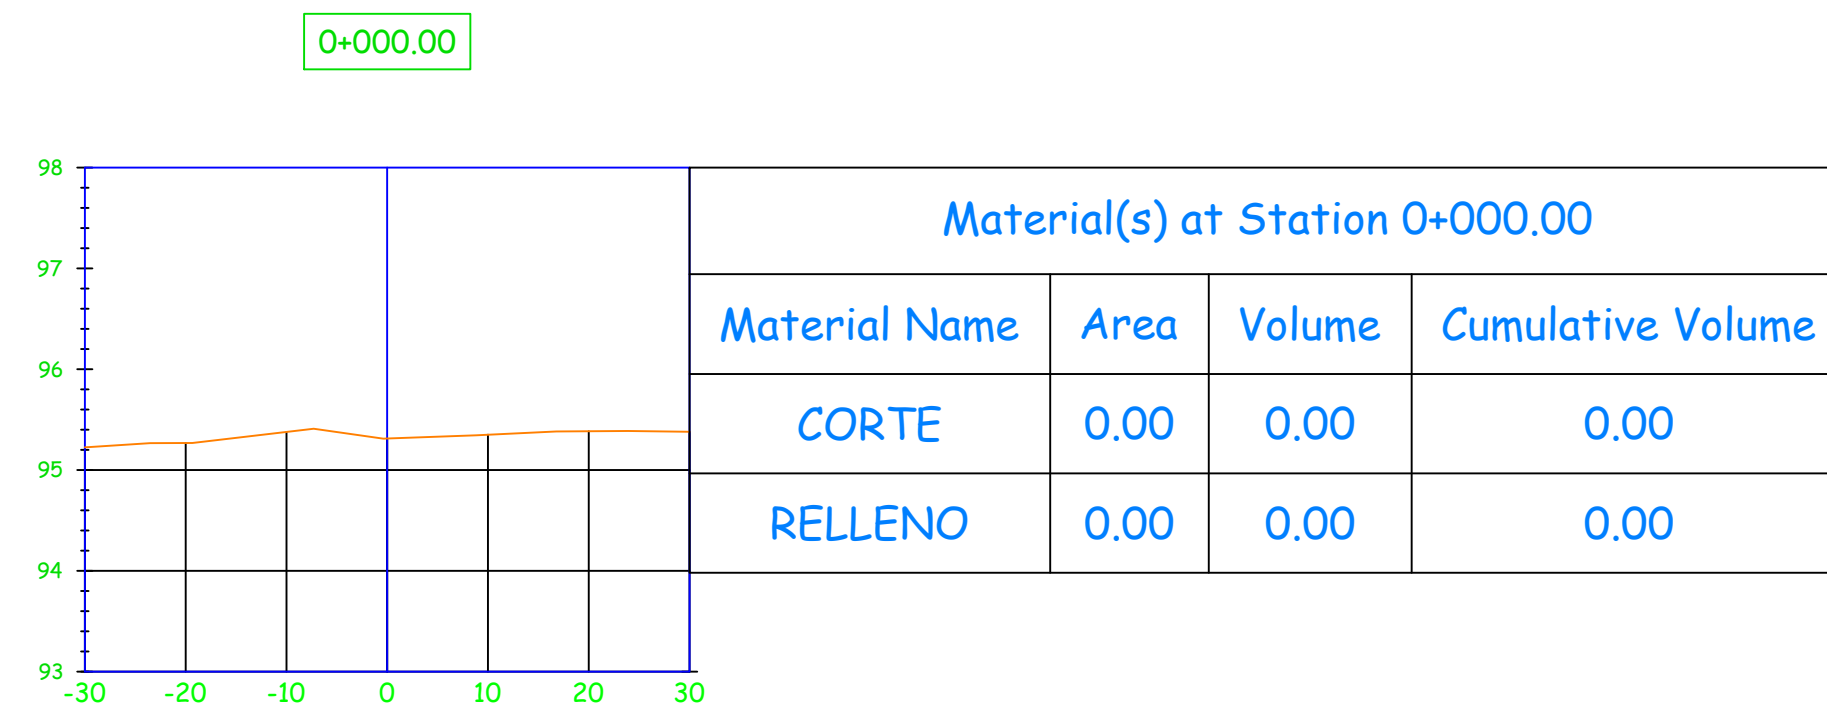 0+000.00
98
97
96
95
94
93
-30 -20 -10 0 10 20 30
Material(s) at Station 0+000.00
Material Name Area Volume Cumulative Volume
CORTE 0.00 0.00 0.00
RELLENO 0.00 0.00 0.00